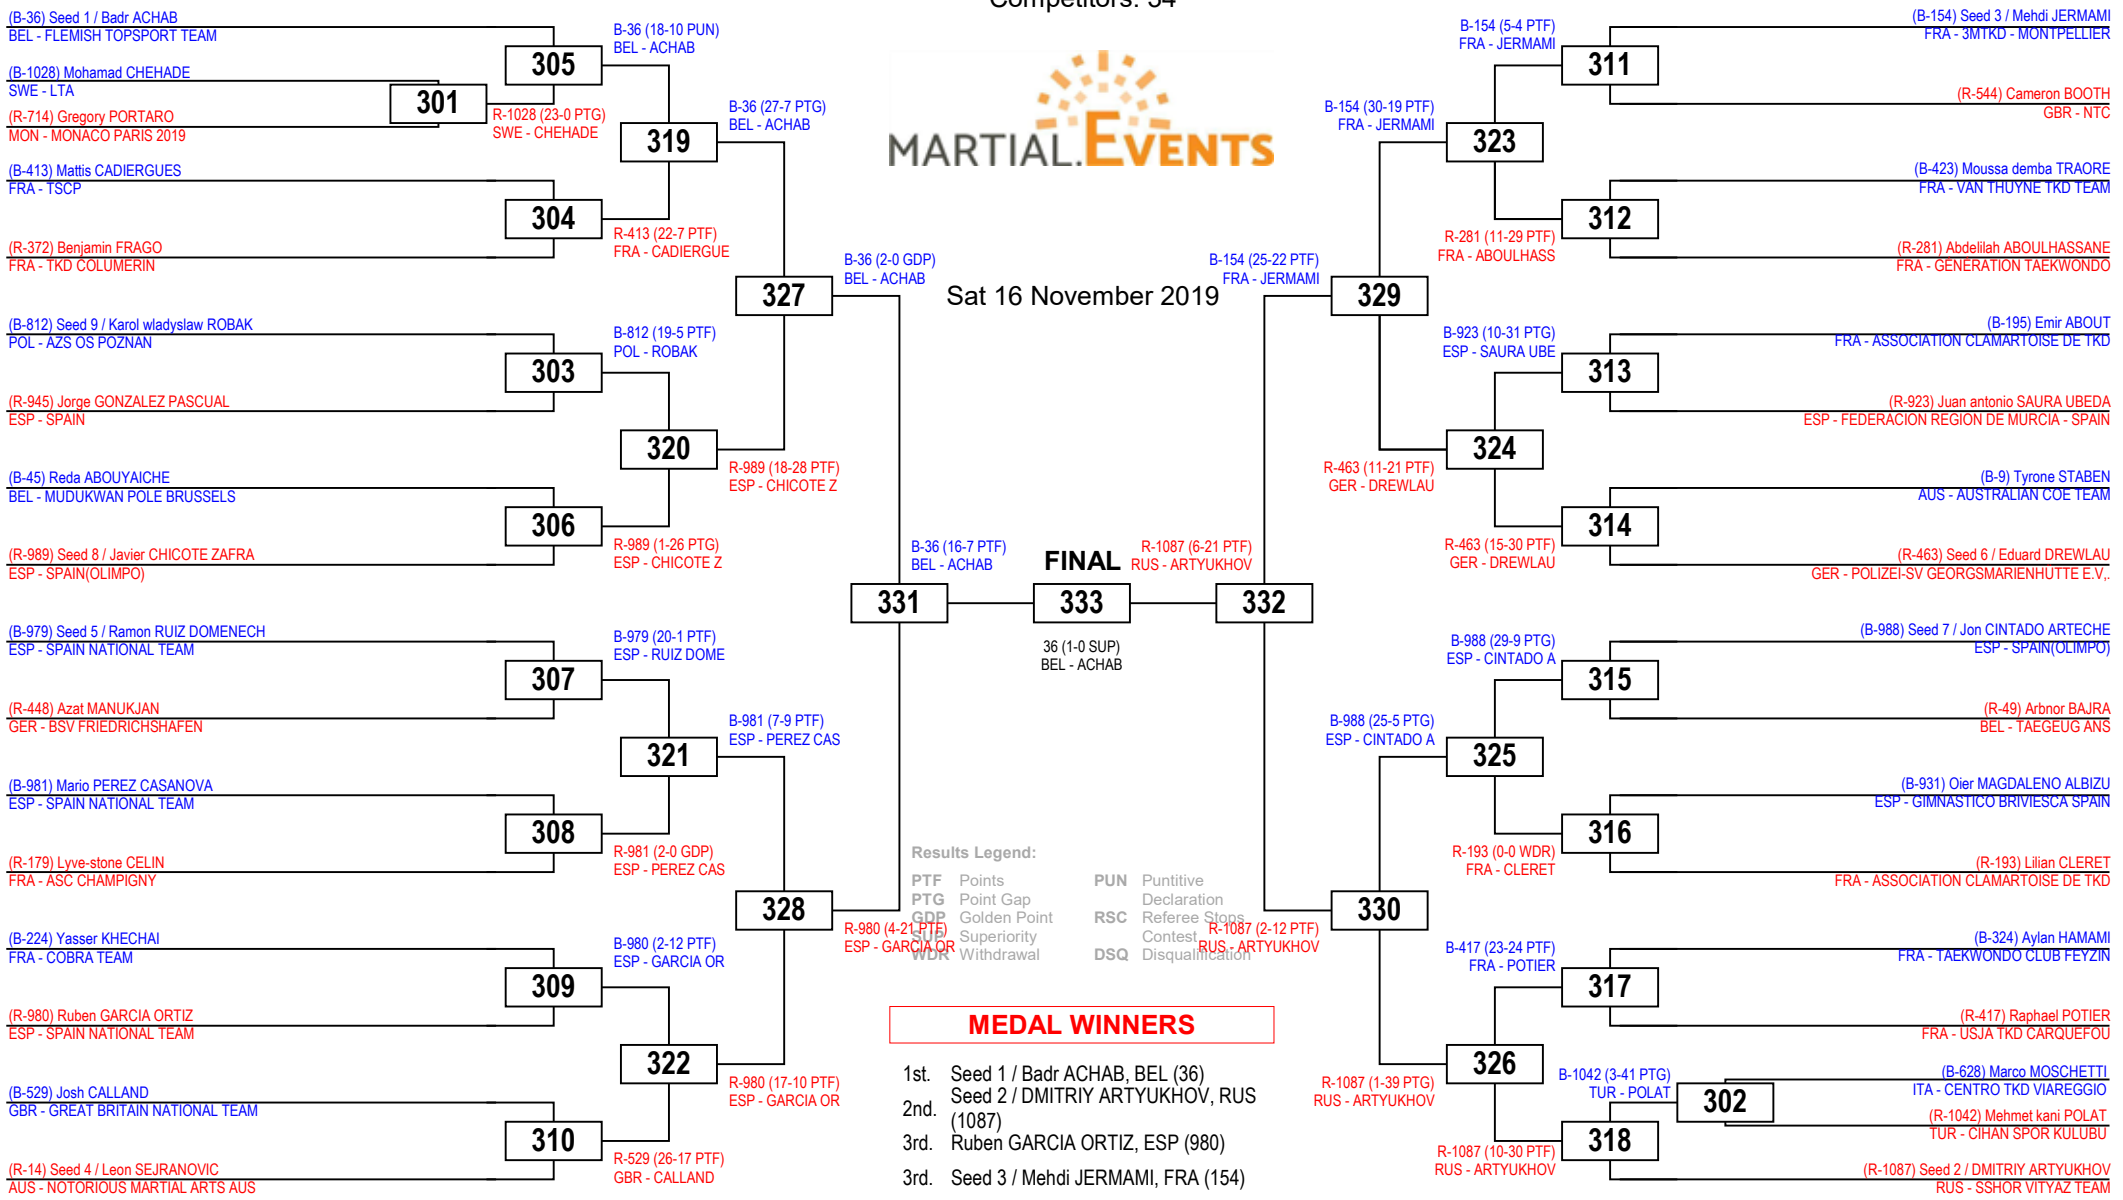 Competitors: 34
(B-36) Seed 1 / Badr ACHAB
BEL - FLEMISH TOPSPORT TEAM
(B-1028) Mohamad CHEHADE
SWE - LTA
(R-714) Gregory PORTARO
MON - MONACO PARIS 2019
(B-413) Mattis CADIERGUES
FRA - TSCP
(R-372) Benjamin FRAGO
FRA - TKD COLUMERIN
(B-812) Seed 9 / Karol wladyslaw ROBAK
POL - AZS OS POZNAN
(R-945) Jorge GONZALEZ PASCUAL
ESP - SPAIN
(B-45) Reda ABOUYAICHE
BEL - MUDUKWAN POLE BRUSSELS
(R-989) Seed 8 / Javier CHICOTE ZAFRA
ESP - SPAIN(OLIMPO)
(B-979) Seed 5 / Ramon RUIZ DOMENECH
ESP - SPAIN NATIONAL TEAM
(R-448) Azat MANUKJAN
GER - BSV FRIEDRICHSHAFEN
(B-981) Mario PEREZ CASANOVA
ESP - SPAIN NATIONAL TEAM
(R-179) Lyve-stone CELIN
FRA - ASC CHAMPIGNY
(B-224) Yasser KHECHAI
FRA - COBRA TEAM
(R-980) Ruben GARCIA ORTIZ
ESP - SPAIN NATIONAL TEAM
(B-529) Josh CALLAND
GBR - GREAT BRITAIN NATIONAL TEAM
(R-14) Seed 4 / Leon SEJRANOVIC
AUS - NOTORIOUS MARTIAL ARTS AUS
301
R-1028 (23-0 PTG)
SWE - CHEHADE
305
304
303
306
307
308
309
310
B-36 (18-10 PUN)
BEL - ACHAB
319
R-413 (22-7 PTF)
FRA - CADIERGUE
B-812 (19-5 PTF)
POL - ROBAK
320
R-989 (1-26 PTG)
ESP - CHICOTE Z
B-979 (20-1 PTF)
ESP - RUIZ DOME
321
R-981 (2-0 GDP)
ESP - PEREZ CAS
B-980 (2-12 PTF)
ESP - GARCIA OR
322
R-529 (26-17 PTF)
GBR - CALLAND
B-36 (27-7 PTG)
BEL - ACHAB
327
R-989 (18-28 PTF)
ESP - CHICOTE Z
B-981 (7-9 PTF)
ESP - PEREZ CAS
328
R-980 (17-10 PTF)
ESP - GARCIA OR
B-36 (2-0 GDP)
BEL - ACHAB
331
R-980 (4-21 PTF)
ESP - GARCIA OR
MARTIAL.EVENTS
Sat 16 November 2019
B-36 (16-7 PTF)
BEL - ACHAB
FINAL
333
36 (1-0 SUP)
BEL - ACHAB
R-1087 (6-21 PTF)
RUS - ARTYUKHOV
Results Legend:
PTF Points
PTG Point Gap
GDP Golden Point
SUP Superiority
WDR Withdrawal
PUN Puntitive
Declaration
RSC Referee Stops
Contest
DSQ Disqualification
MEDAL WINNERS
1st. Seed 1 / Badr ACHAB, BEL (36)
2nd. Seed 2 / DMITRIY ARTYUKHOV, RUS
(1087)
3rd. Ruben GARCIA ORTIZ, ESP (980)
3rd. Seed 3 / Mehdi JERMAMI, FRA (154)
B-154 (25-22 PTF)
FRA - JERMAMI
332
R-1087 (2-12 PTF)
RUS - ARTYUKHOV
B-154 (30-19 PTF)
FRA - JERMAMI
329
R-463 (11-21 PTF)
GER - DREWLAU
B-988 (25-5 PTG)
ESP - CINTADO A
330
R-1087 (1-39 PTG)
RUS - ARTYUKHOV
B-154 (5-4 PTF)
FRA - JERMAMI
323
R-281 (11-29 PTF)
FRA - ABOULHASS
B-923 (10-31 PTG)
ESP - SAURA UBE
324
R-463 (15-30 PTF)
GER - DREWLAU
B-988 (29-9 PTG)
ESP - CINTADO A
325
R-193 (0-0 WDR)
FRA - CLERET
B-417 (23-24 PTF)
FRA - POTIER
326
R-1087 (10-30 PTF)
RUS - ARTYUKHOV
311
312
313
314
315
316
317
318
B-1042 (3-41 PTG)
TUR - POLAT
302
(B-154) Seed 3 / Mehdi JERMAMI
FRA - 3MTKD - MONTPELLIER
(R-544) Cameron BOOTH
GBR - NTC
(B-423) Moussa demba TRAORE
FRA - VAN THUYNE TKD TEAM
(R-281) Abdelilah ABOULHASSANE
FRA - GENERATION TAEKWONDO
(B-195) Emir ABOUT
FRA - ASSOCIATION CLAMARTOISE DE TKD
(R-923) Juan antonio SAURA UBEDA
ESP - FEDERACION REGION DE MURCIA - SPAIN
(B-9) Tyrone STABEN
AUS - AUSTRALIAN COE TEAM
(R-463) Seed 6 / Eduard DREWLAU
GER - POLIZEI-SV GEORGSMARIENHUTTE E.V,.
(B-988) Seed 7 / Jon CINTADO ARTECHE
ESP - SPAIN(OLIMPO)
(R-49) Arbnor BAJRA
BEL - TAEGEUG ANS
(B-931) Oier MAGDALENO ALBIZU
ESP - GIMNASTICO BRIVIESCA SPAIN
(R-193) Lilian CLERET
FRA - ASSOCIATION CLAMARTOISE DE TKD
(B-324) Aylan HAMAMI
FRA - TAEKWONDO CLUB FEYZIN
(R-417) Raphael POTIER
FRA - USJA TKD CARQUEFOU
(B-628) Marco MOSCHETTI
ITA - CENTRO TKD VIAREGGIO
(R-1042) Mehmet kani POLAT
TUR - CIHAN SPOR KULUBU
(R-1087) Seed 2 / DMITRIY ARTYUKHOV
RUS - SSHOR VITYAZ TEAM